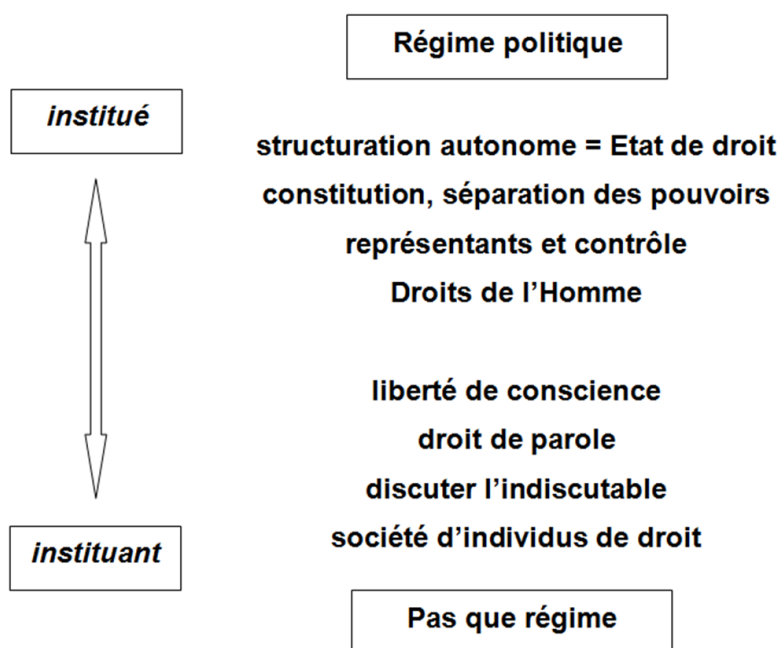 Régime politique
institué
structuration autonome = Etat de droit
constitution, séparation des pouvoirs
représentants et contrôle
Droits de l’Homme
liberté de conscience
droit de parole
discuter l’indiscutable
société d’individus de droit
instituant
Pas que régime